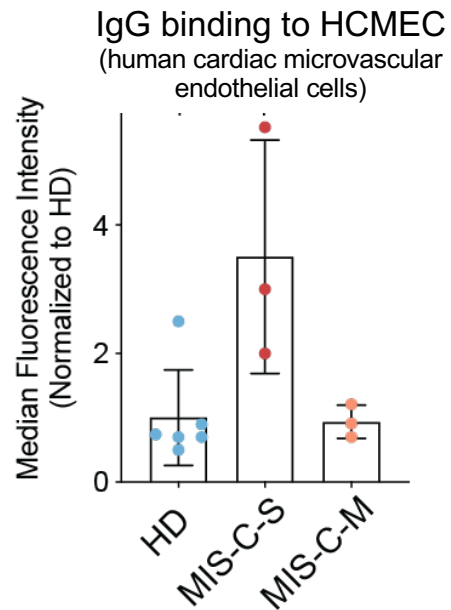 IgG binding to HCMEC
(human cardiac microvascular
endothelial cells)
Median Fluorescence Intensity
(Normalized to HD)
4
2
0
HD
MIS-C-S
MIS-C-M